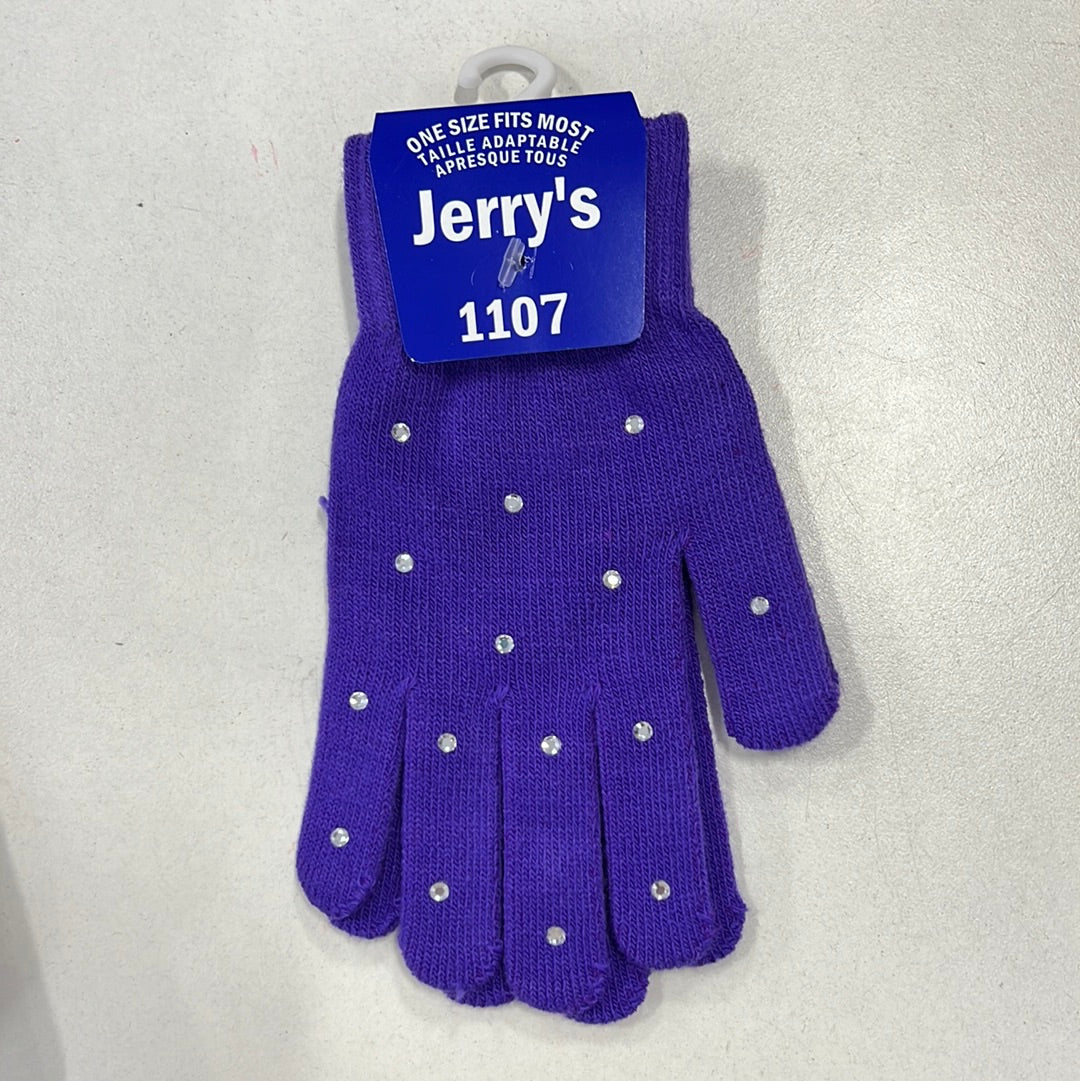 ONE SIZE FITS MOST
TAILLE ADAPTABLE
APRESQUE TOUS
Jerry's
1107